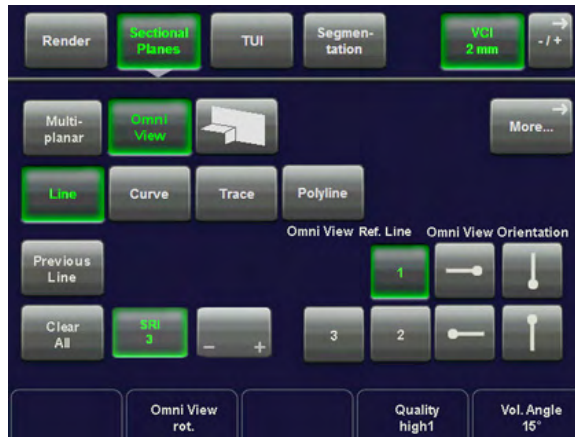 Render
Sectional
Planes
TUI
Segmen-
tation
VCI
2 mm
- / +
Multi-
planar
Omni
View
More...
Line
Curve
Trace
Polyline
Omni View Ref. Line
Omni View Orientation
Previous
Line
1
Clear
All
SRI
3
- +
3
2
Omni View
rot.
Quality
high1
Vol. Angle
15°